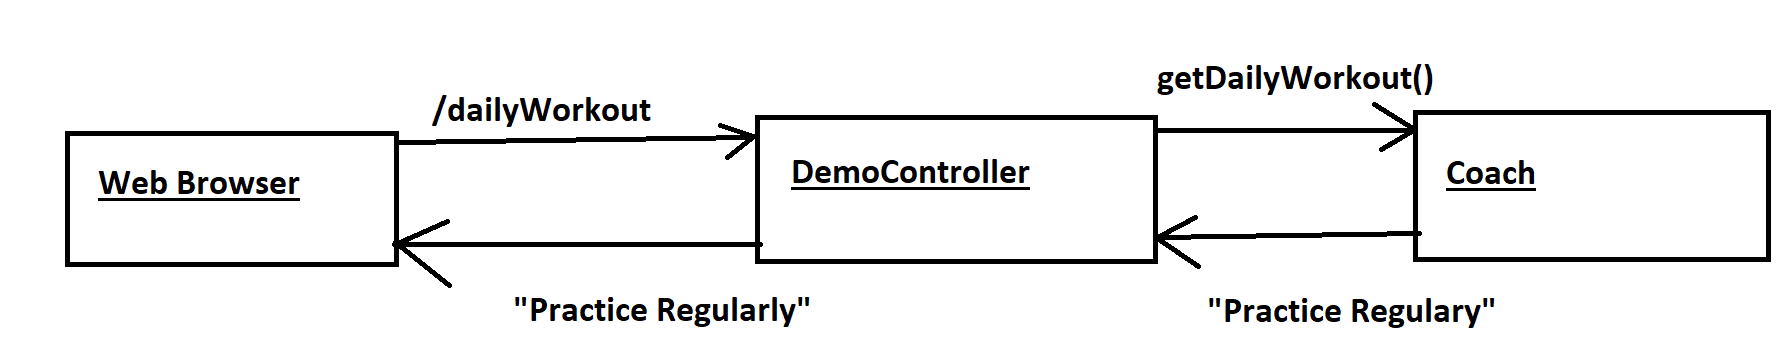 getDailyWorkout()
/dailyWorkout
Web Browser
DemoController
Coach
"Practice Regularly"
"Practice Regulary"